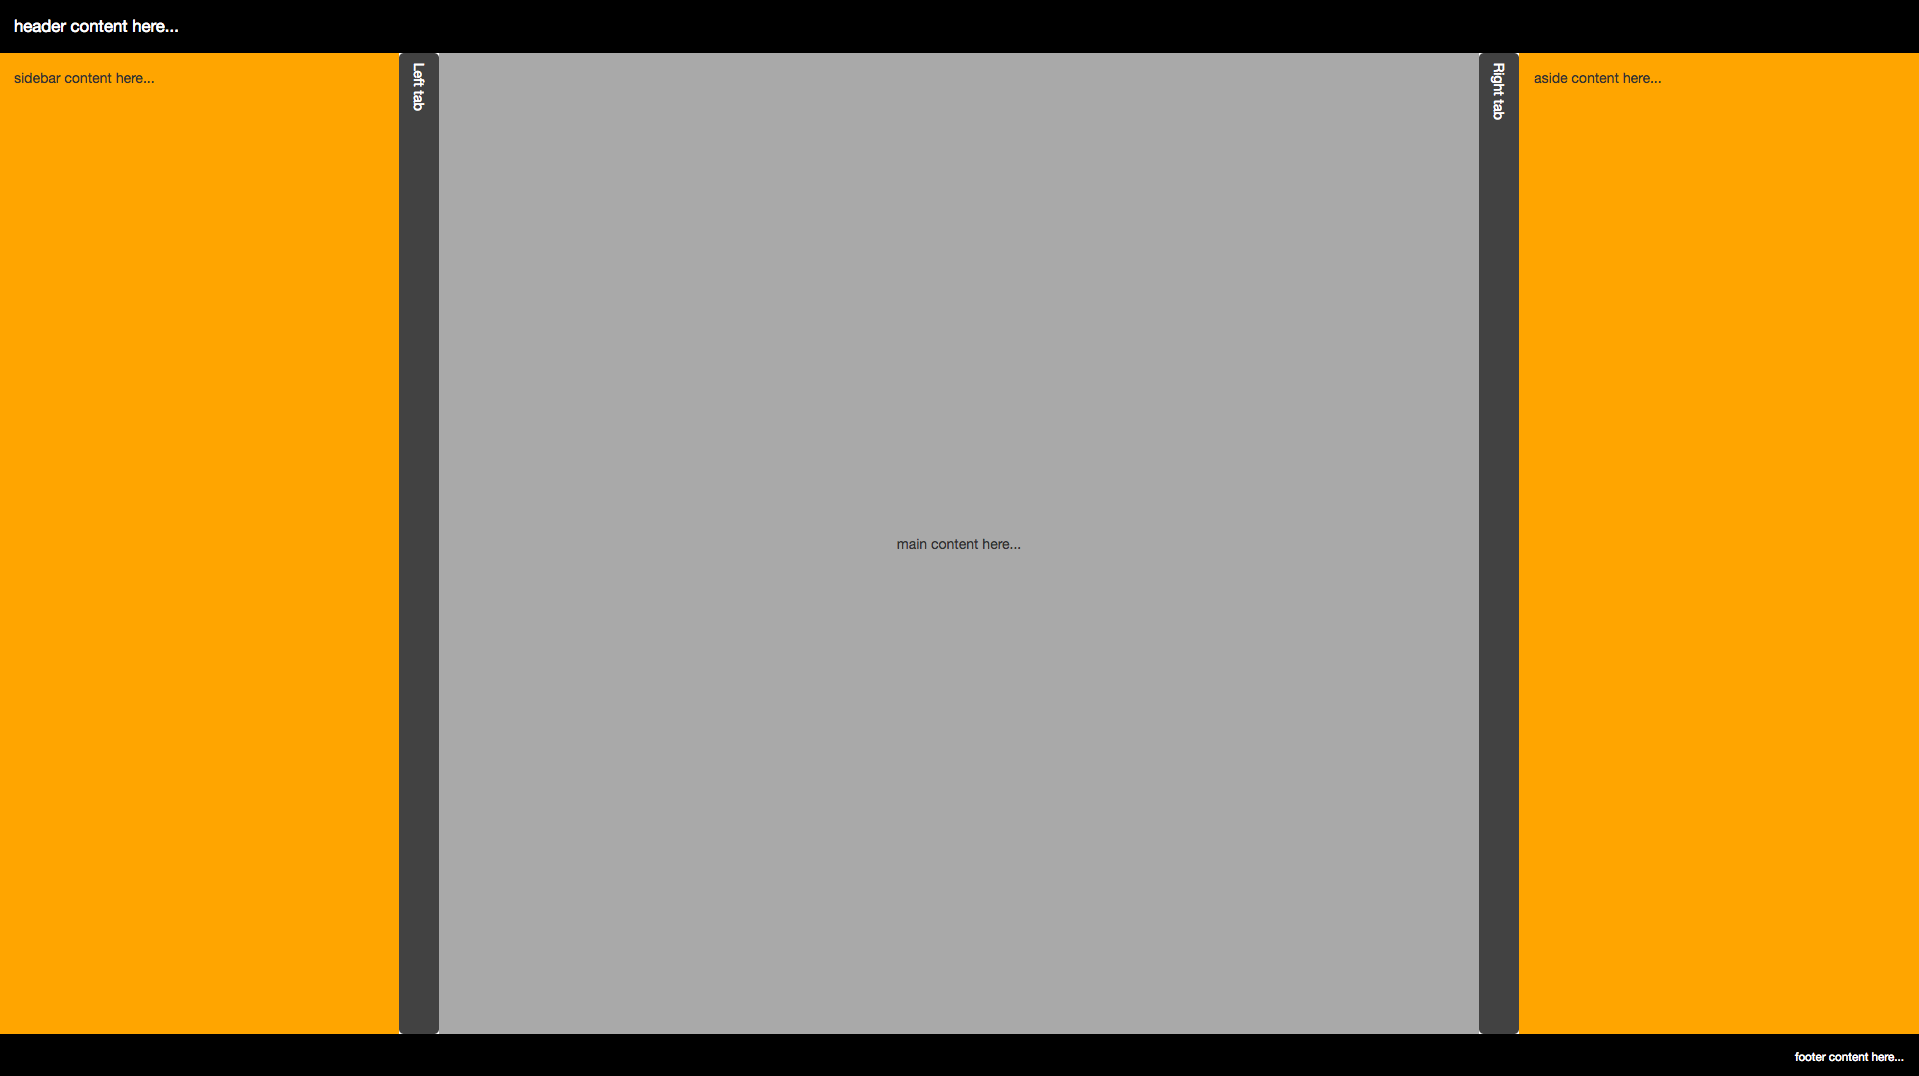 header content here...
sidebar content here...
Left tab
main content here...
Right tab
aside content here...
footer content here...